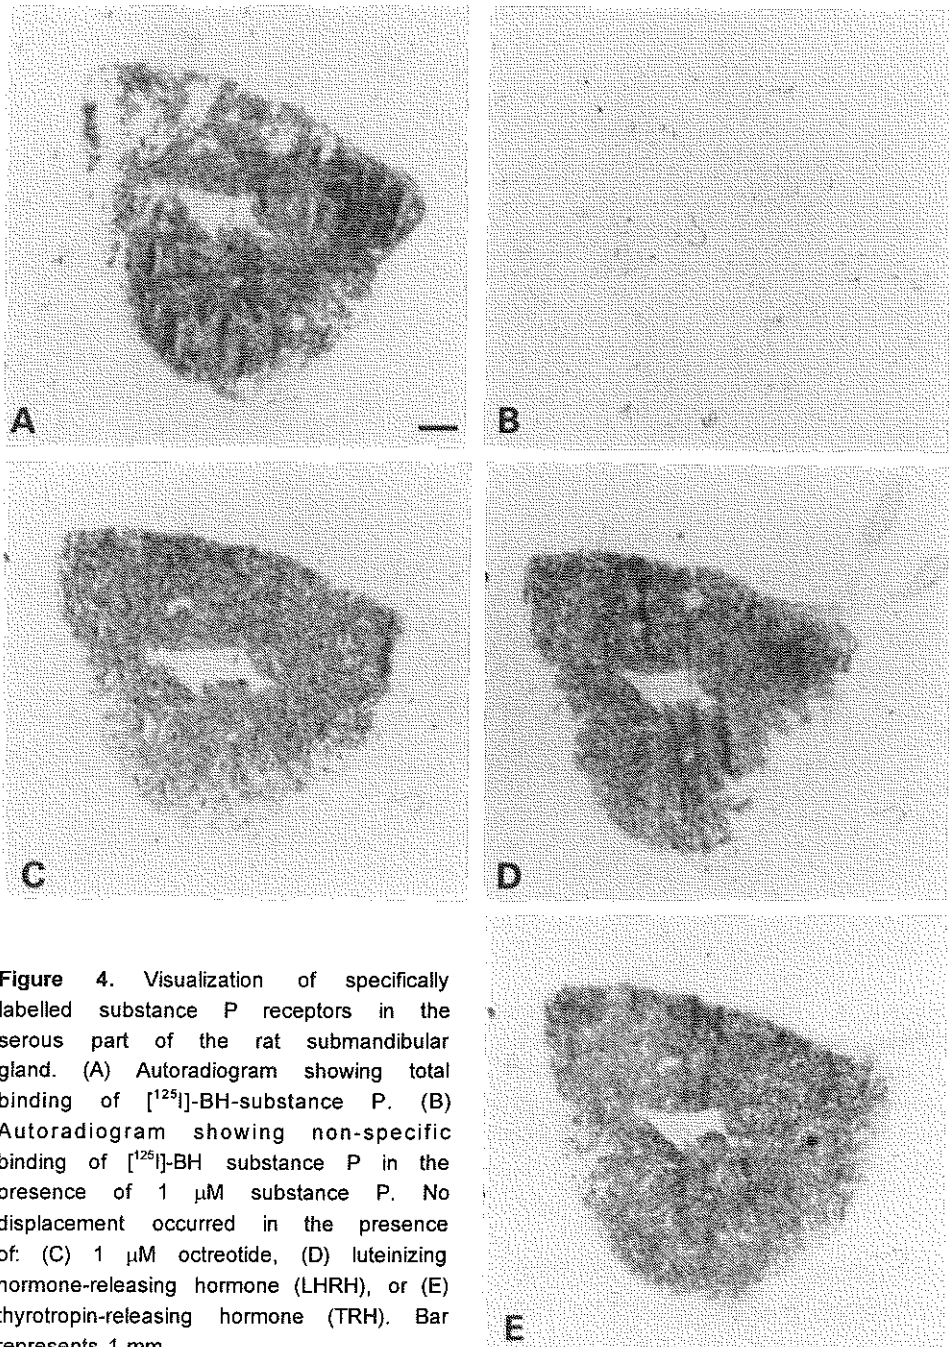 A
B
C
D
Figure 4. Visualization of specifically
labelled substance P receptors in the
serous part of the rat submandibular
gland. (A) Autoradiogram showing total
binding of [¹²⁵I]-BH-substance P. (B)
Autoradiogram showing non-specific
binding of [¹²⁵I]-BH substance P in the
presence of 1 μM substance P. No
displacement occurred in the presence
of: (C) 1 μM octreotide, (D) luteinizing
hormone-releasing hormone (LHRH), or (E)
thyrotropin-releasing hormone (TRH). Bar
represents 1 mm
E